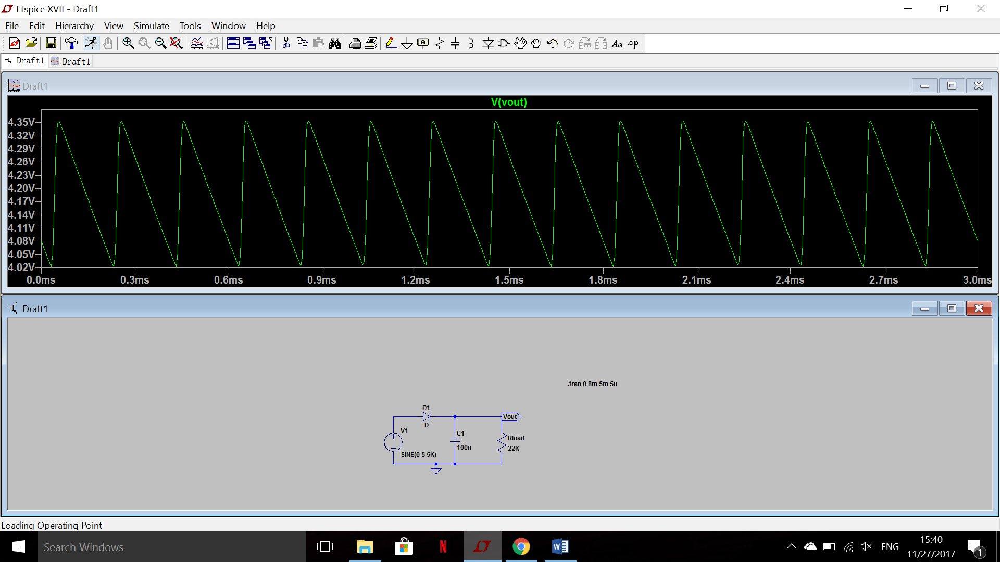 LTspice XVII - Draft1
File Edit Hierarchy View Simulate Tools Window Help
Draft1 Draft1
Draft1
V(vout)
4.35V
4.32V
4.29V
4.26V
4.23V
4.20V
4.17V
4.14V
4.11V
4.08V
4.05V
4.02V
0.0ms 0.3ms 0.6ms 0.9ms 1.2ms 1.5ms 1.8ms 2.1ms 2.4ms 2.7ms 3.0ms
Draft1
.tran 0 8m 5m 5u
D1
D
Vout
V1
C1
100n
Rload
22K
SINE(0 5 5K)
Loading Operating Point
Search Windows
ENG
15:40
11/27/2017
1